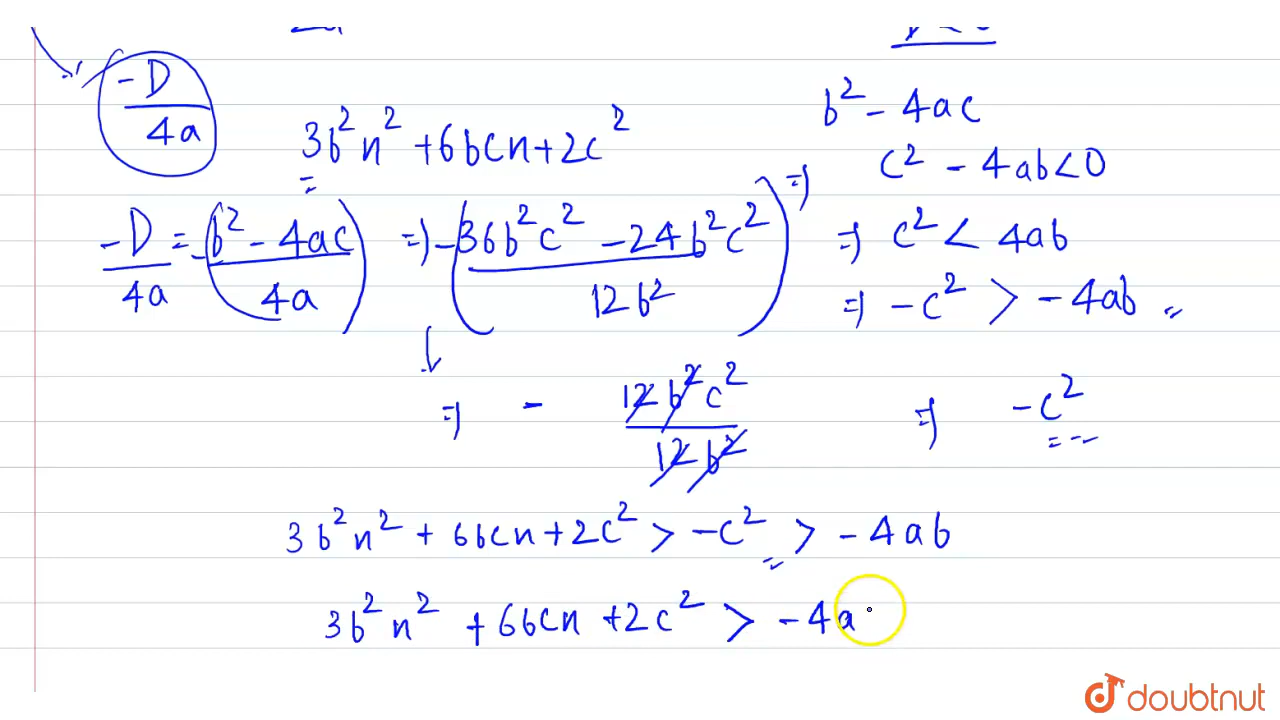 -D/4a
b² - 4ac
3b²n² + 6bcn + 2c²
=
⇒ c² - 4ab < 0
-D/4a = -(b² - 4ac/4a) ⇒ -(36b²c² - 24b²c²/12b²)
⇒ c² < 4ab
⇒ -c² > -4ab
⇒ - 12b²c²/12b² ⇒ -c²
3b²n² + 6bcn + 2c² > -c² > -4ab
3b²n² + 6bcn + 2c² > -4a
doubtnut